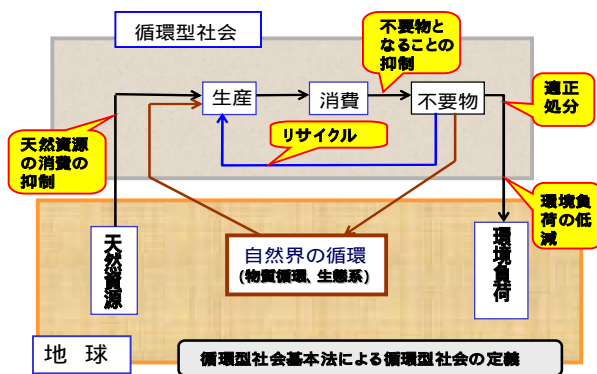 循環型社会
不要物と
なることの
抑制
生産
消費
不要物
適正
処分
リサイクル
天然資源
の消費の
抑制
環境負
荷の低
減
天然資源
自然界の循環
(物質循環、生態系)
環境負荷
地球
循環型社会基本法による循環型社会の定義